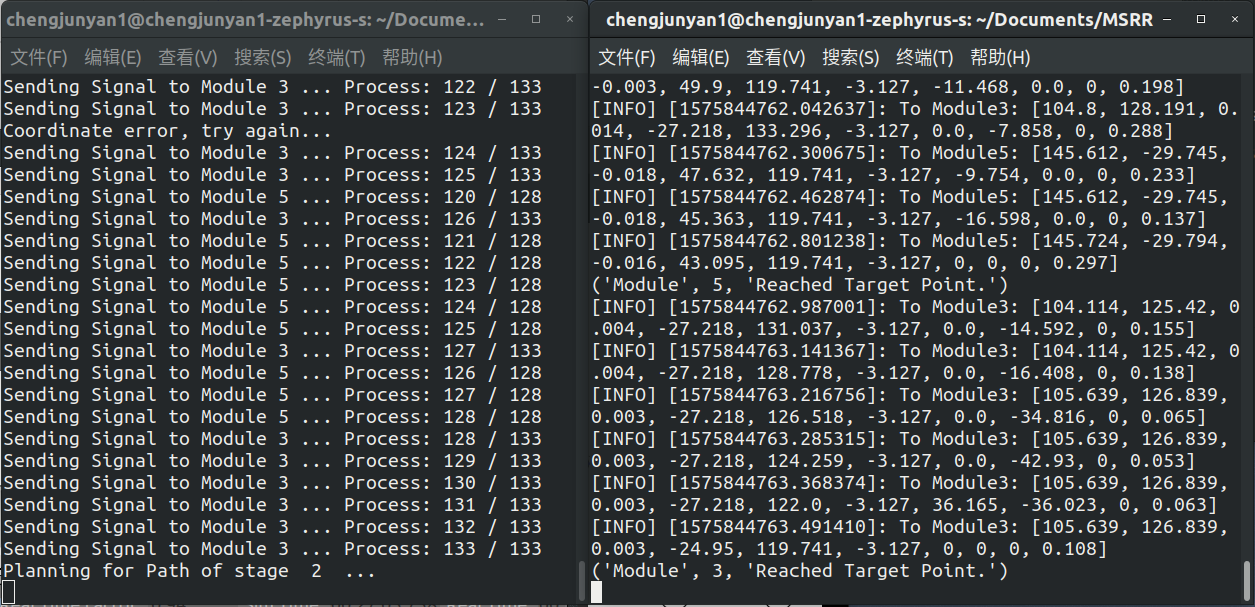 chengjunyan1@chengjunyan1-zephyrus-s: ~/Docume...
文件(F) 编辑(E) 查看(V) 搜索(S) 终端(T) 帮助(H)
Sending Signal to Module 3 ... Process: 122 / 133
Sending Signal to Module 3 ... Process: 123 / 133
Coordinate error, try again...
Sending Signal to Module 3 ... Process: 124 / 133
Sending Signal to Module 3 ... Process: 125 / 133
Sending Signal to Module 5 ... Process: 120 / 128
Sending Signal to Module 3 ... Process: 126 / 133
Sending Signal to Module 5 ... Process: 121 / 128
Sending Signal to Module 5 ... Process: 122 / 128
Sending Signal to Module 5 ... Process: 123 / 128
Sending Signal to Module 5 ... Process: 124 / 128
Sending Signal to Module 5 ... Process: 125 / 128
Sending Signal to Module 3 ... Process: 127 / 133
Sending Signal to Module 5 ... Process: 126 / 128
Sending Signal to Module 5 ... Process: 127 / 128
Sending Signal to Module 5 ... Process: 128 / 128
Sending Signal to Module 3 ... Process: 128 / 133
Sending Signal to Module 3 ... Process: 129 / 133
Sending Signal to Module 3 ... Process: 130 / 133
Sending Signal to Module 3 ... Process: 131 / 133
Sending Signal to Module 3 ... Process: 132 / 133
Sending Signal to Module 3 ... Process: 133 / 133
Planning for Path of stage  2  ...
chengjunyan1@chengjunyan1-zephyrus-s: ~/Documents/MSRR
文件(F) 编辑(E) 查看(V) 搜索(S) 终端(T) 帮助(H)
-0.003, 49.9, 119.741, -3.127, -11.468, 0.0, 0, 0.198]
[INFO] [1575844762.042637]: To Module3: [104.8, 128.191, 0.
014, -27.218, 133.296, -3.127, 0.0, -7.858, 0, 0.288]
[INFO] [1575844762.300675]: To Module5: [145.612, -29.745,
-0.018, 47.632, 119.741, -3.127, -9.754, 0.0, 0, 0.233]
[INFO] [1575844762.462874]: To Module5: [145.612, -29.745,
-0.018, 45.363, 119.741, -3.127, -16.598, 0.0, 0, 0.137]
[INFO] [1575844762.801238]: To Module5: [145.724, -29.794,
-0.016, 43.095, 119.741, -3.127, 0, 0, 0, 0.297]
('Module', 5, 'Reached Target Point.')
[INFO] [1575844762.987001]: To Module3: [104.114, 125.42, 0
.004, -27.218, 131.037, -3.127, 0.0, -14.592, 0, 0.155]
[INFO] [1575844763.141367]: To Module3: [104.114, 125.42, 0
.004, -27.218, 128.778, -3.127, 0.0, -16.408, 0, 0.138]
[INFO] [1575844763.216756]: To Module3: [105.639, 126.839,
0.003, -27.218, 126.518, -3.127, 0.0, -34.816, 0, 0.065]
[INFO] [1575844763.285315]: To Module3: [105.639, 126.839,
0.003, -27.218, 124.259, -3.127, 0.0, -42.93, 0, 0.053]
[INFO] [1575844763.368374]: To Module3: [105.639, 126.839,
0.003, -27.218, 122.0, -3.127, 36.165, -36.023, 0, 0.063]
[INFO] [1575844763.491410]: To Module3: [105.639, 126.839,
0.003, -24.95, 119.741, -3.127, 0, 0, 0, 0.108]
('Module', 3, 'Reached Target Point.')